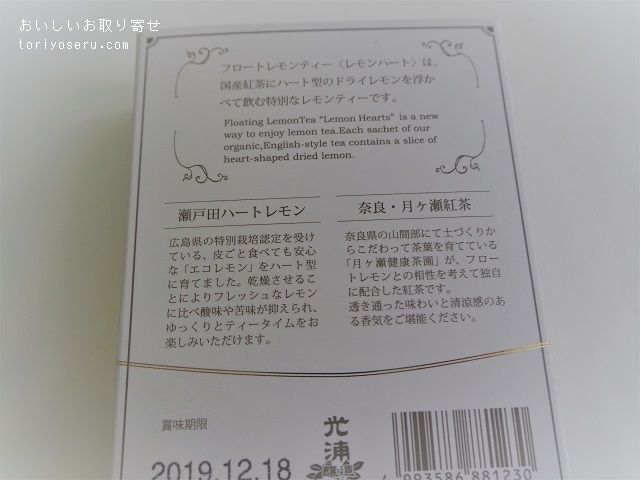 おいしいお取り寄せ
toriyoseru.com
フロートレモンティー〈レモンハート〉は、
国産紅茶にハート型のドライレモンを浮か
べて飲む特別なレモンティーです。
Floating LemonTea "Lemon Hearts" is a new
way to enjoy lemon tea.Each sachet of our
organic,English-style tea contains a slice of
heart-shaped dried lemon.
瀬戸田ハートレモン
広島県の特別栽培認定を受け
ている、皮ごと食べても安心
な「エコレモン」をハート型
に育てました。乾燥させるこ
とによりフレッシュなレモン
に比べ酸味や苦味が抑えられ、
ゆっくりとティータイムをお
楽しみいただけます。
奈良・月ヶ瀬紅茶
奈良県の山間部にて土づくりか
らこだわって茶葉を育てている
「月ヶ瀬健康茶園」が、フロー
トレモンとの相性を考えて独自
に配合した紅茶です。
透き通った味わいと清涼感のあ
る香気をご堪能ください。
賞味期限
2019.12.18
光浦
醸造
4 993586 881230